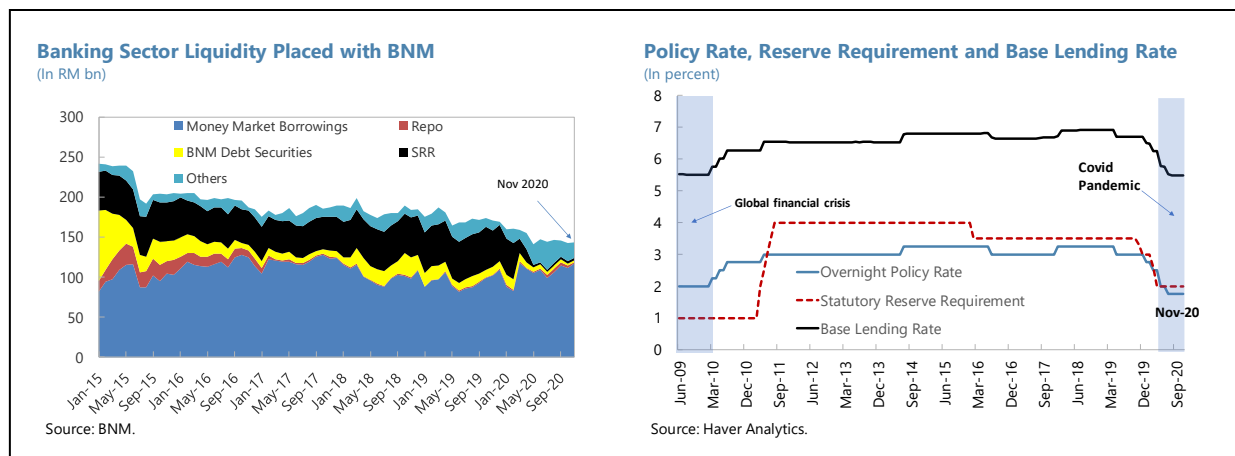 Banking Sector Liquidity Placed with BNM
(In RM bn)
300
250
200
150
100
50
0
Money Market Borrowings
Repo
BNM Debt Securities
SRR
Others
Nov 2020
Jan-15
May-15
Sep-15
Jan-16
May-16
Sep-16
Jan-17
May-17
Sep-17
Jan-18
May-18
Sep-18
Jan-19
May-19
Sep-19
Jan-20
May-20
Sep-20
Source: BNM.
Policy Rate, Reserve Requirement and Base Lending Rate
(In percent)
8
7
6
5
4
3
2
1
0
Covid
Pandemic
Global financial crisis
Overnight Policy Rate
Statutory Reserve Requirement
Base Lending Rate
Nov-20
Jun-09
Mar-10
Dec-10
Sep-11
Jun-12
Mar-13
Dec-13
Sep-14
Jun-15
Mar-16
Dec-16
Sep-17
Jun-18
Mar-19
Dec-19
Sep-20
Source: Haver Analytics.